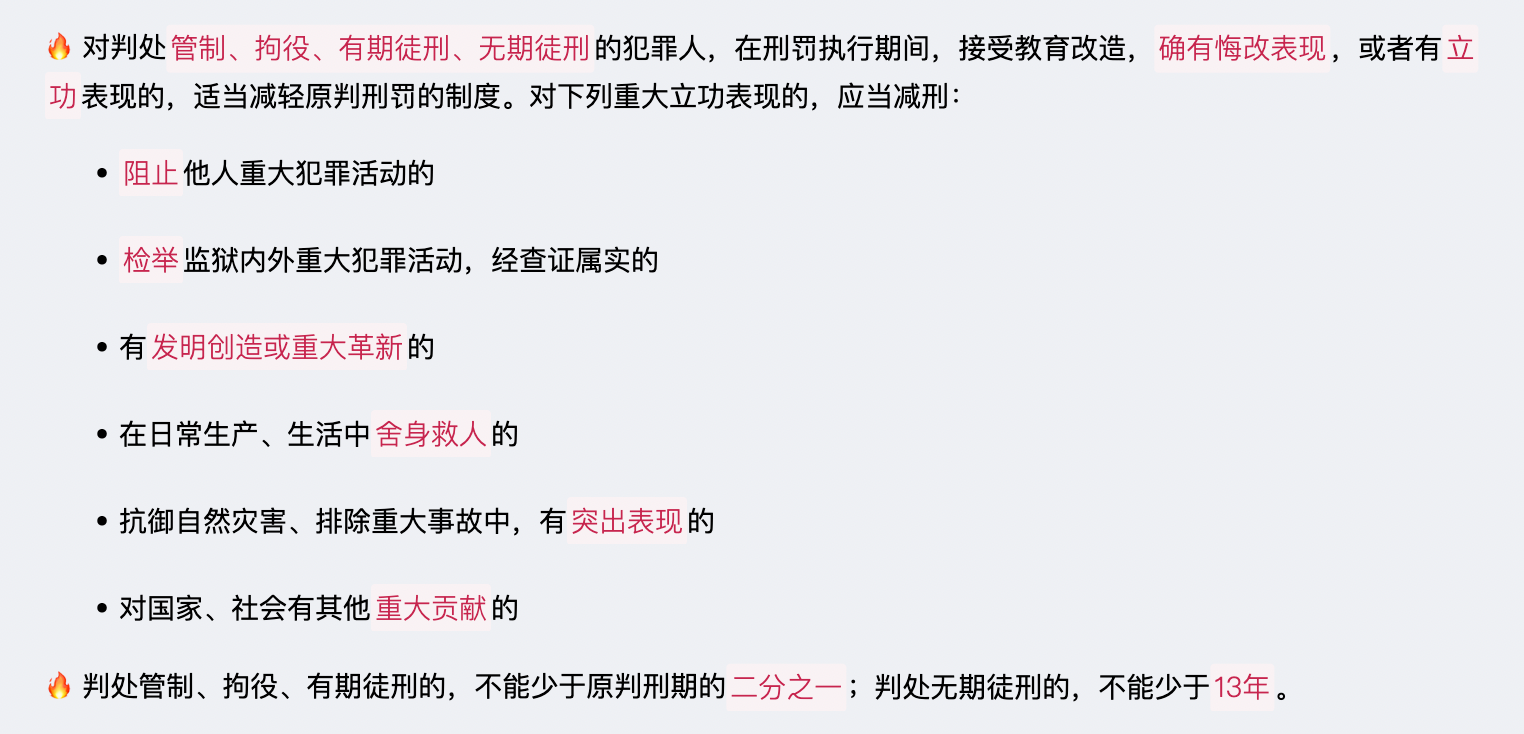 🔥 对判处管制、拘役、有期徒刑、无期徒刑的犯罪人，在刑罚执行期间，接受教育改造，确有悔改表现，或者有立
功表现的，适当减轻原判刑罚的制度。对下列重大立功表现的，应当减刑：
• 阻止他人重大犯罪活动的
• 检举监狱内外重大犯罪活动，经查证属实的
• 有发明创造或重大革新的
• 在日常生产、生活中舍身救人的
• 抗御自然灾害、排除重大事故中，有突出表现的
• 对国家、社会有其他重大贡献的
🔥 判处管制、拘役、有期徒刑的，不能少于原判刑期的二分之一；判处无期徒刑的，不能少于13年。